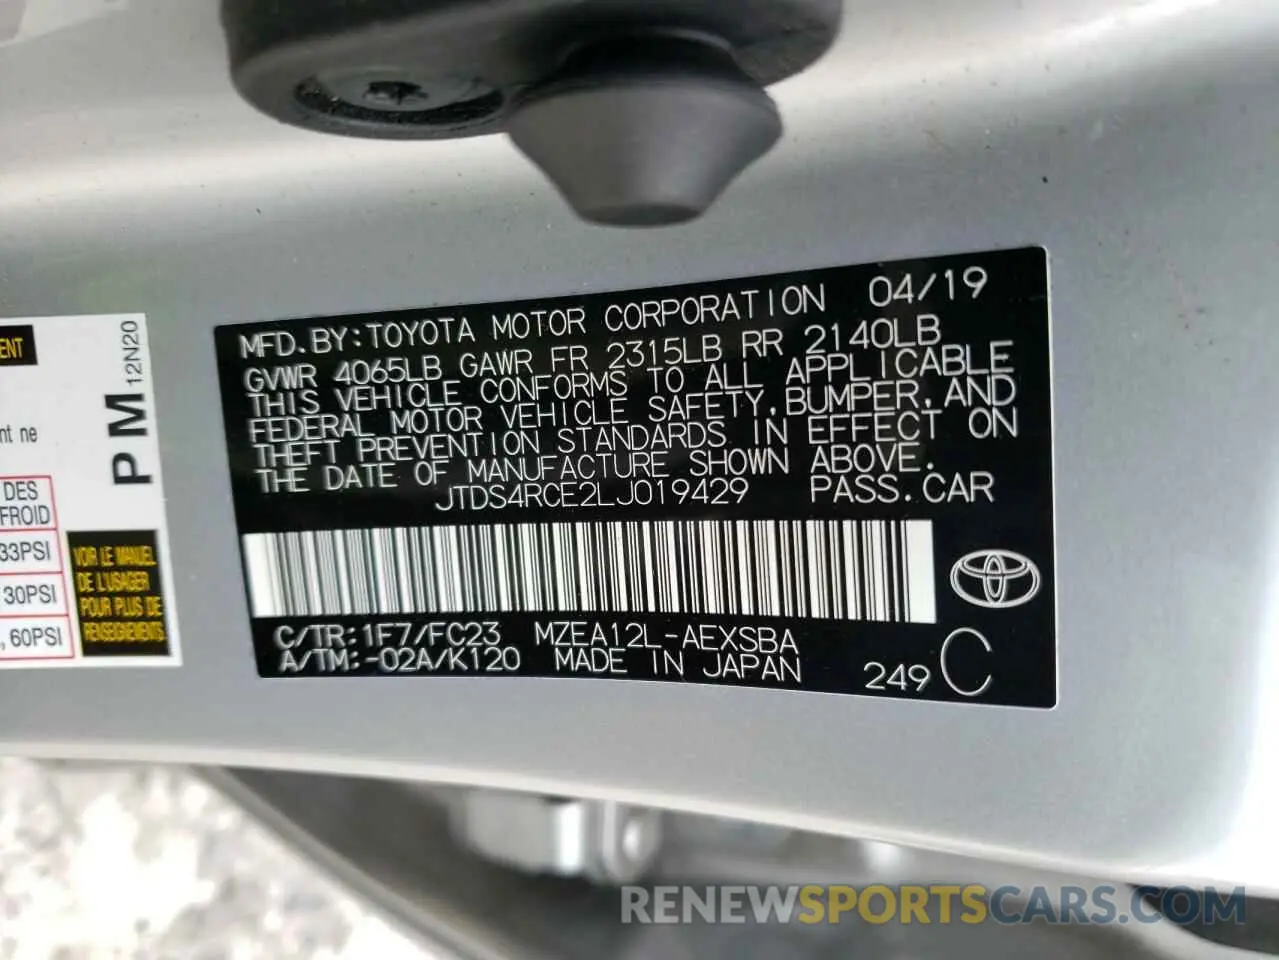 MFD.BY:TOYOTA MOTOR CORPORATION 04/19
GVWR 4065LB GAWR FR 2315LB RR 2140LB
THIS VEHICLE CONFORMS TO ALL APPLICABLE
FEDERAL MOTOR VEHICLE SAFETY,BUMPER,AND
THEFT PREVENTION STANDARDS IN EFFECT ON
THE DATE OF MANUFACTURE SHOWN ABOVE.
JTDS4RCE2LJ019429 PASS.CAR
C/TR:1F7/FC23 MZEA12L-AEXSBA
A/TM:-02A/K120 MADE IN JAPAN
249 C
ENT
nt ne
DES
FROID
33PSI
30PSI
, 60PSI
PM 12N20
VOIR LE MANUEL
DE L'USAGER
POUR PLUS DE
RENSEIGNEMENTS
RENEWSPORTSCARS.COM